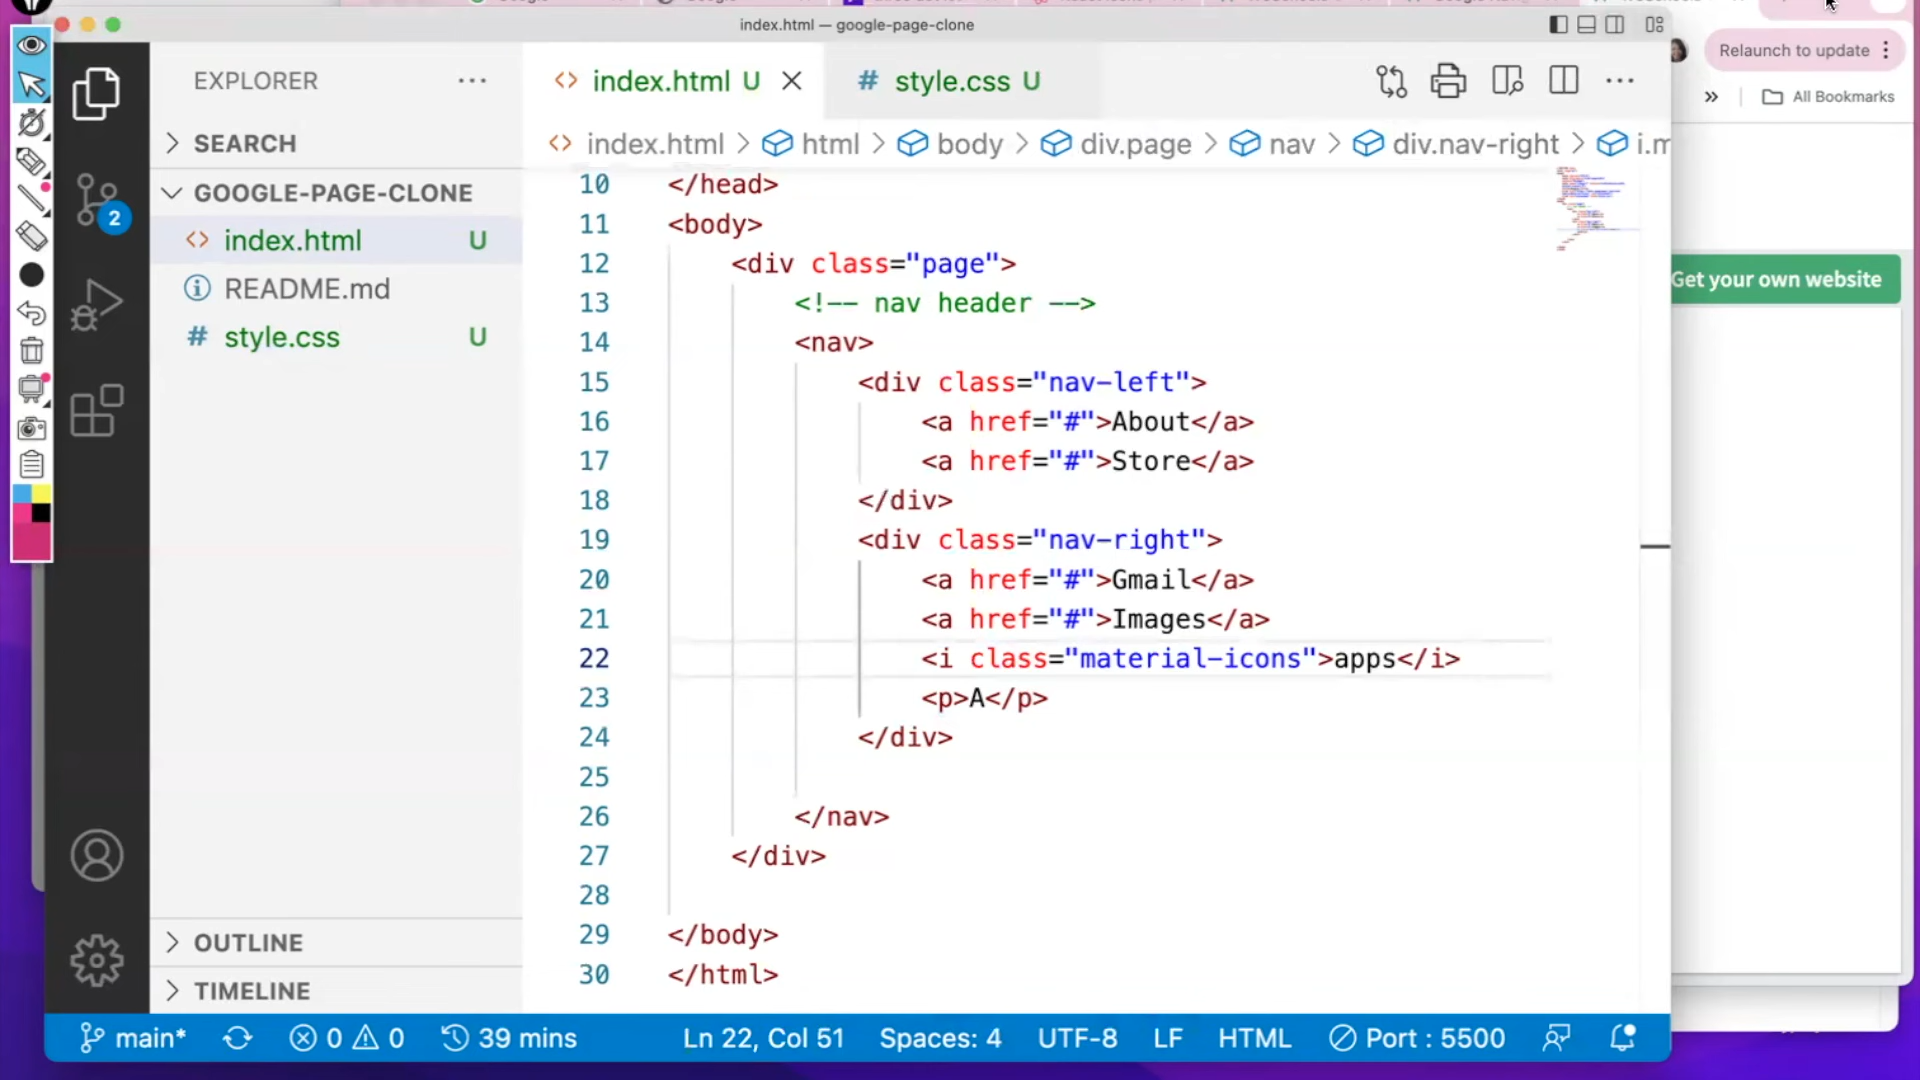 index.html — google-page-clone
Relaunch to update
All Bookmarks
Get your own website
EXPLORER
SEARCH
GOOGLE-PAGE-CLONE
index.html U
README.md
style.css U
OUTLINE
TIMELINE
2
index.html U
# style.css U
index.html > html > body > div.page > nav > div.nav-right > i.m
10 </head>
11 <body>
12 <div class="page">
13 <!-- nav header -->
14 <nav>
15 <div class="nav-left">
16 <a href="#">About</a>
17 <a href="#">Store</a>
18 </div>
19 <div class="nav-right">
20 <a href="#">Gmail</a>
21 <a href="#">Images</a>
22 <i class="material-icons">apps</i>
23 <p>A</p>
24 </div>
25
26 </nav>
27 </div>
28
29 </body>
30 </html>
main* 0 0 39 mins Ln 22, Col 51 Spaces: 4 UTF-8 LF HTML Port : 5500